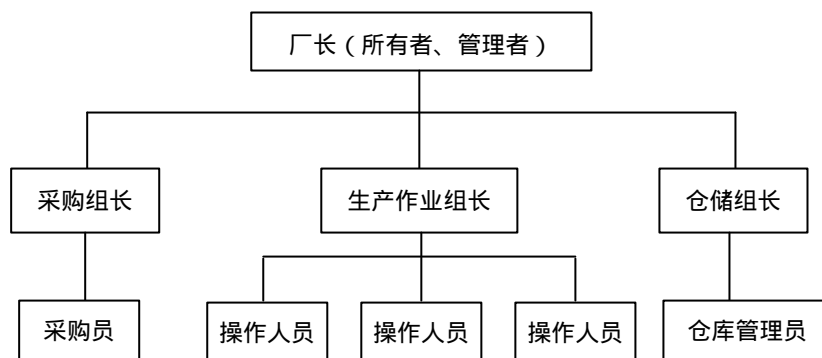 厂长（所有者、管理者）
采购组长
生产作业组长
仓储组长
采购员
操作人员
操作人员
操作人员
仓库管理员